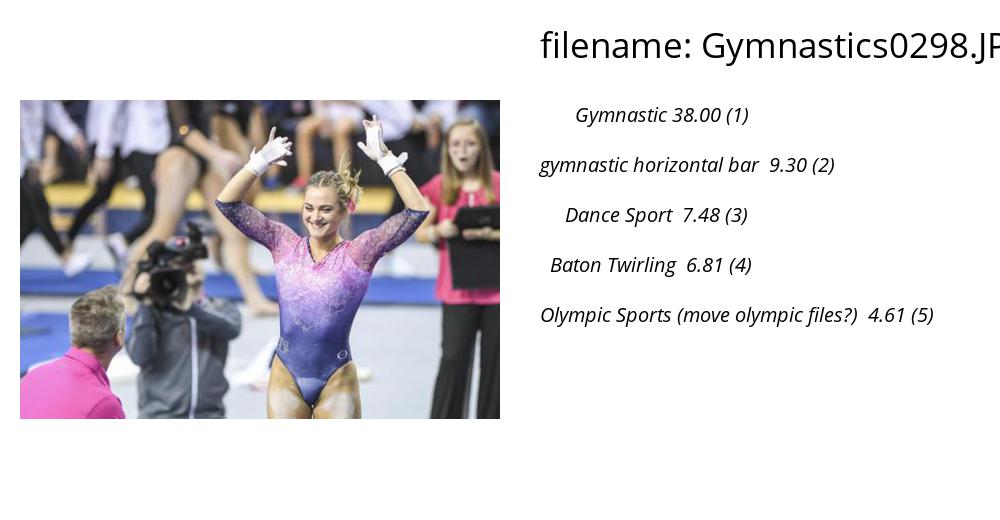 filename: Gymnastics0298.JP
Gymnastic 38.00 (1)
gymnastic horizontal bar 9.30 (2)
Dance Sport 7.48 (3)
Baton Twirling 6.81 (4)
Olympic Sports (move olympic files?) 4.61 (5)